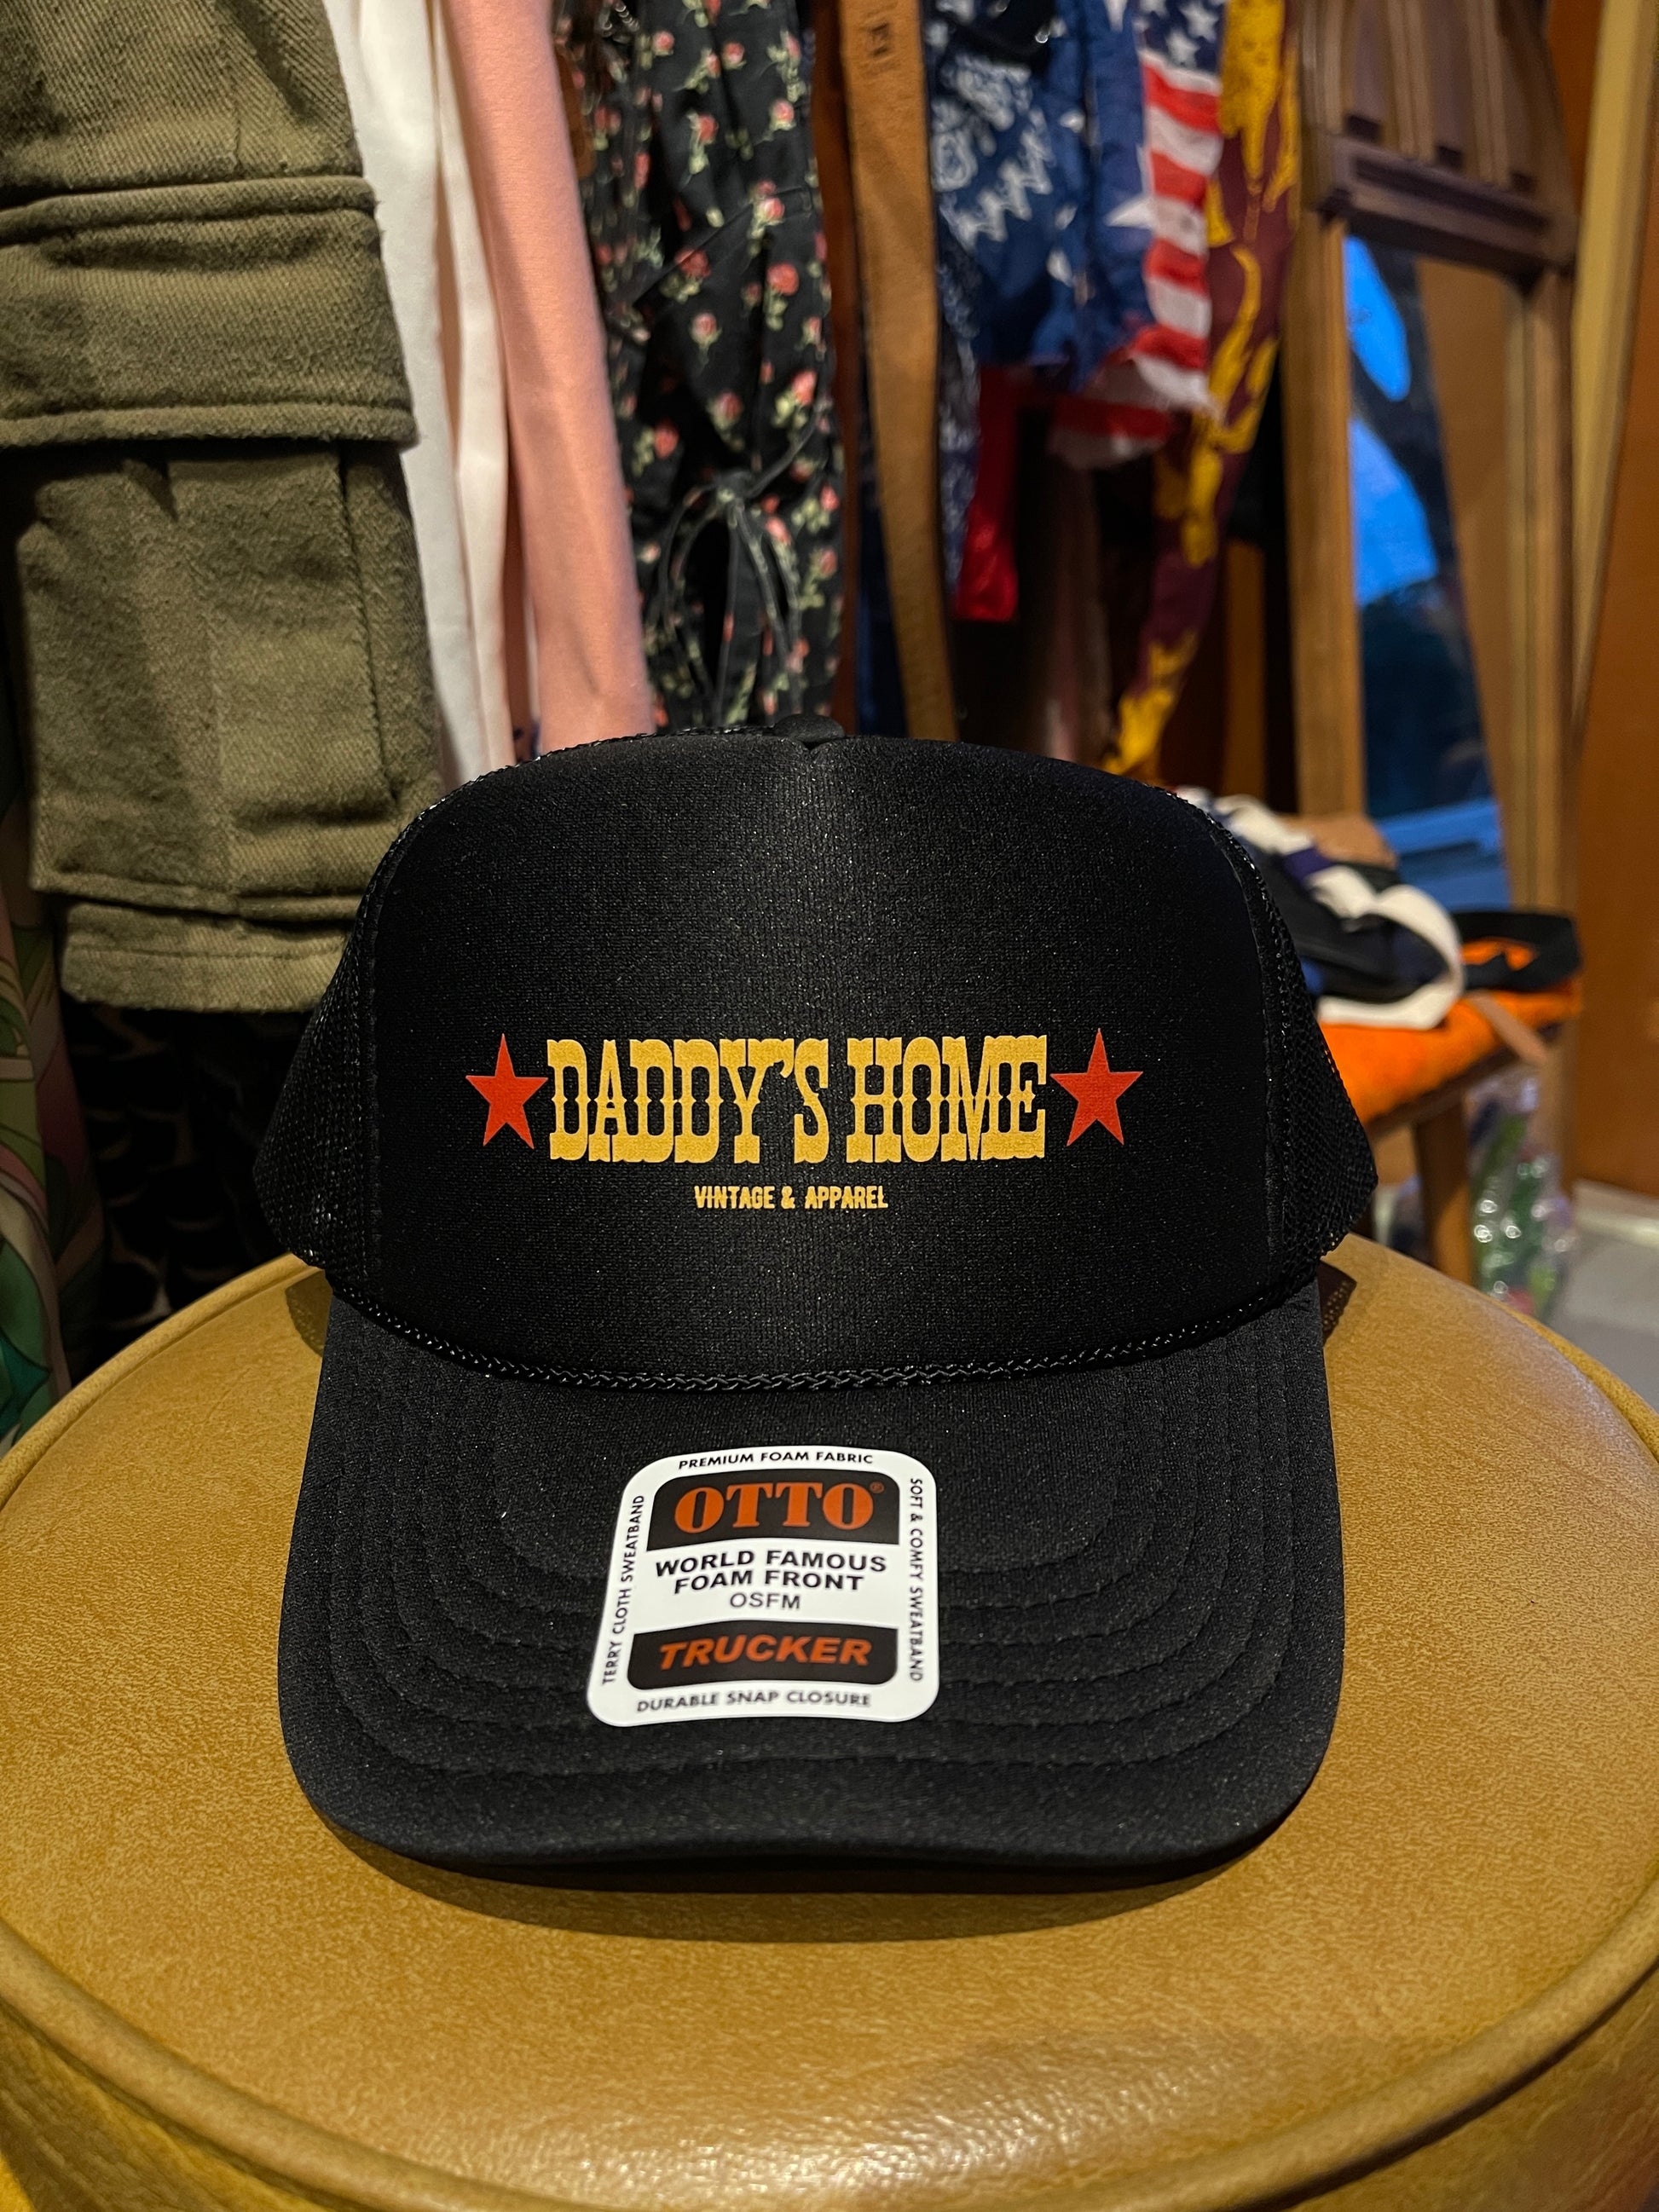 DADDY'S HOME
VINTAGE & APPAREL
PREMIUM FOAM FABRIC
OTTO®
WORLD FAMOUS
FOAM FRONT
OSFM
TRUCKER
DURABLE SNAP CLOSURE
TERRY CLOTH SWEATBAND
SOFT & COMFY SWEATBAND